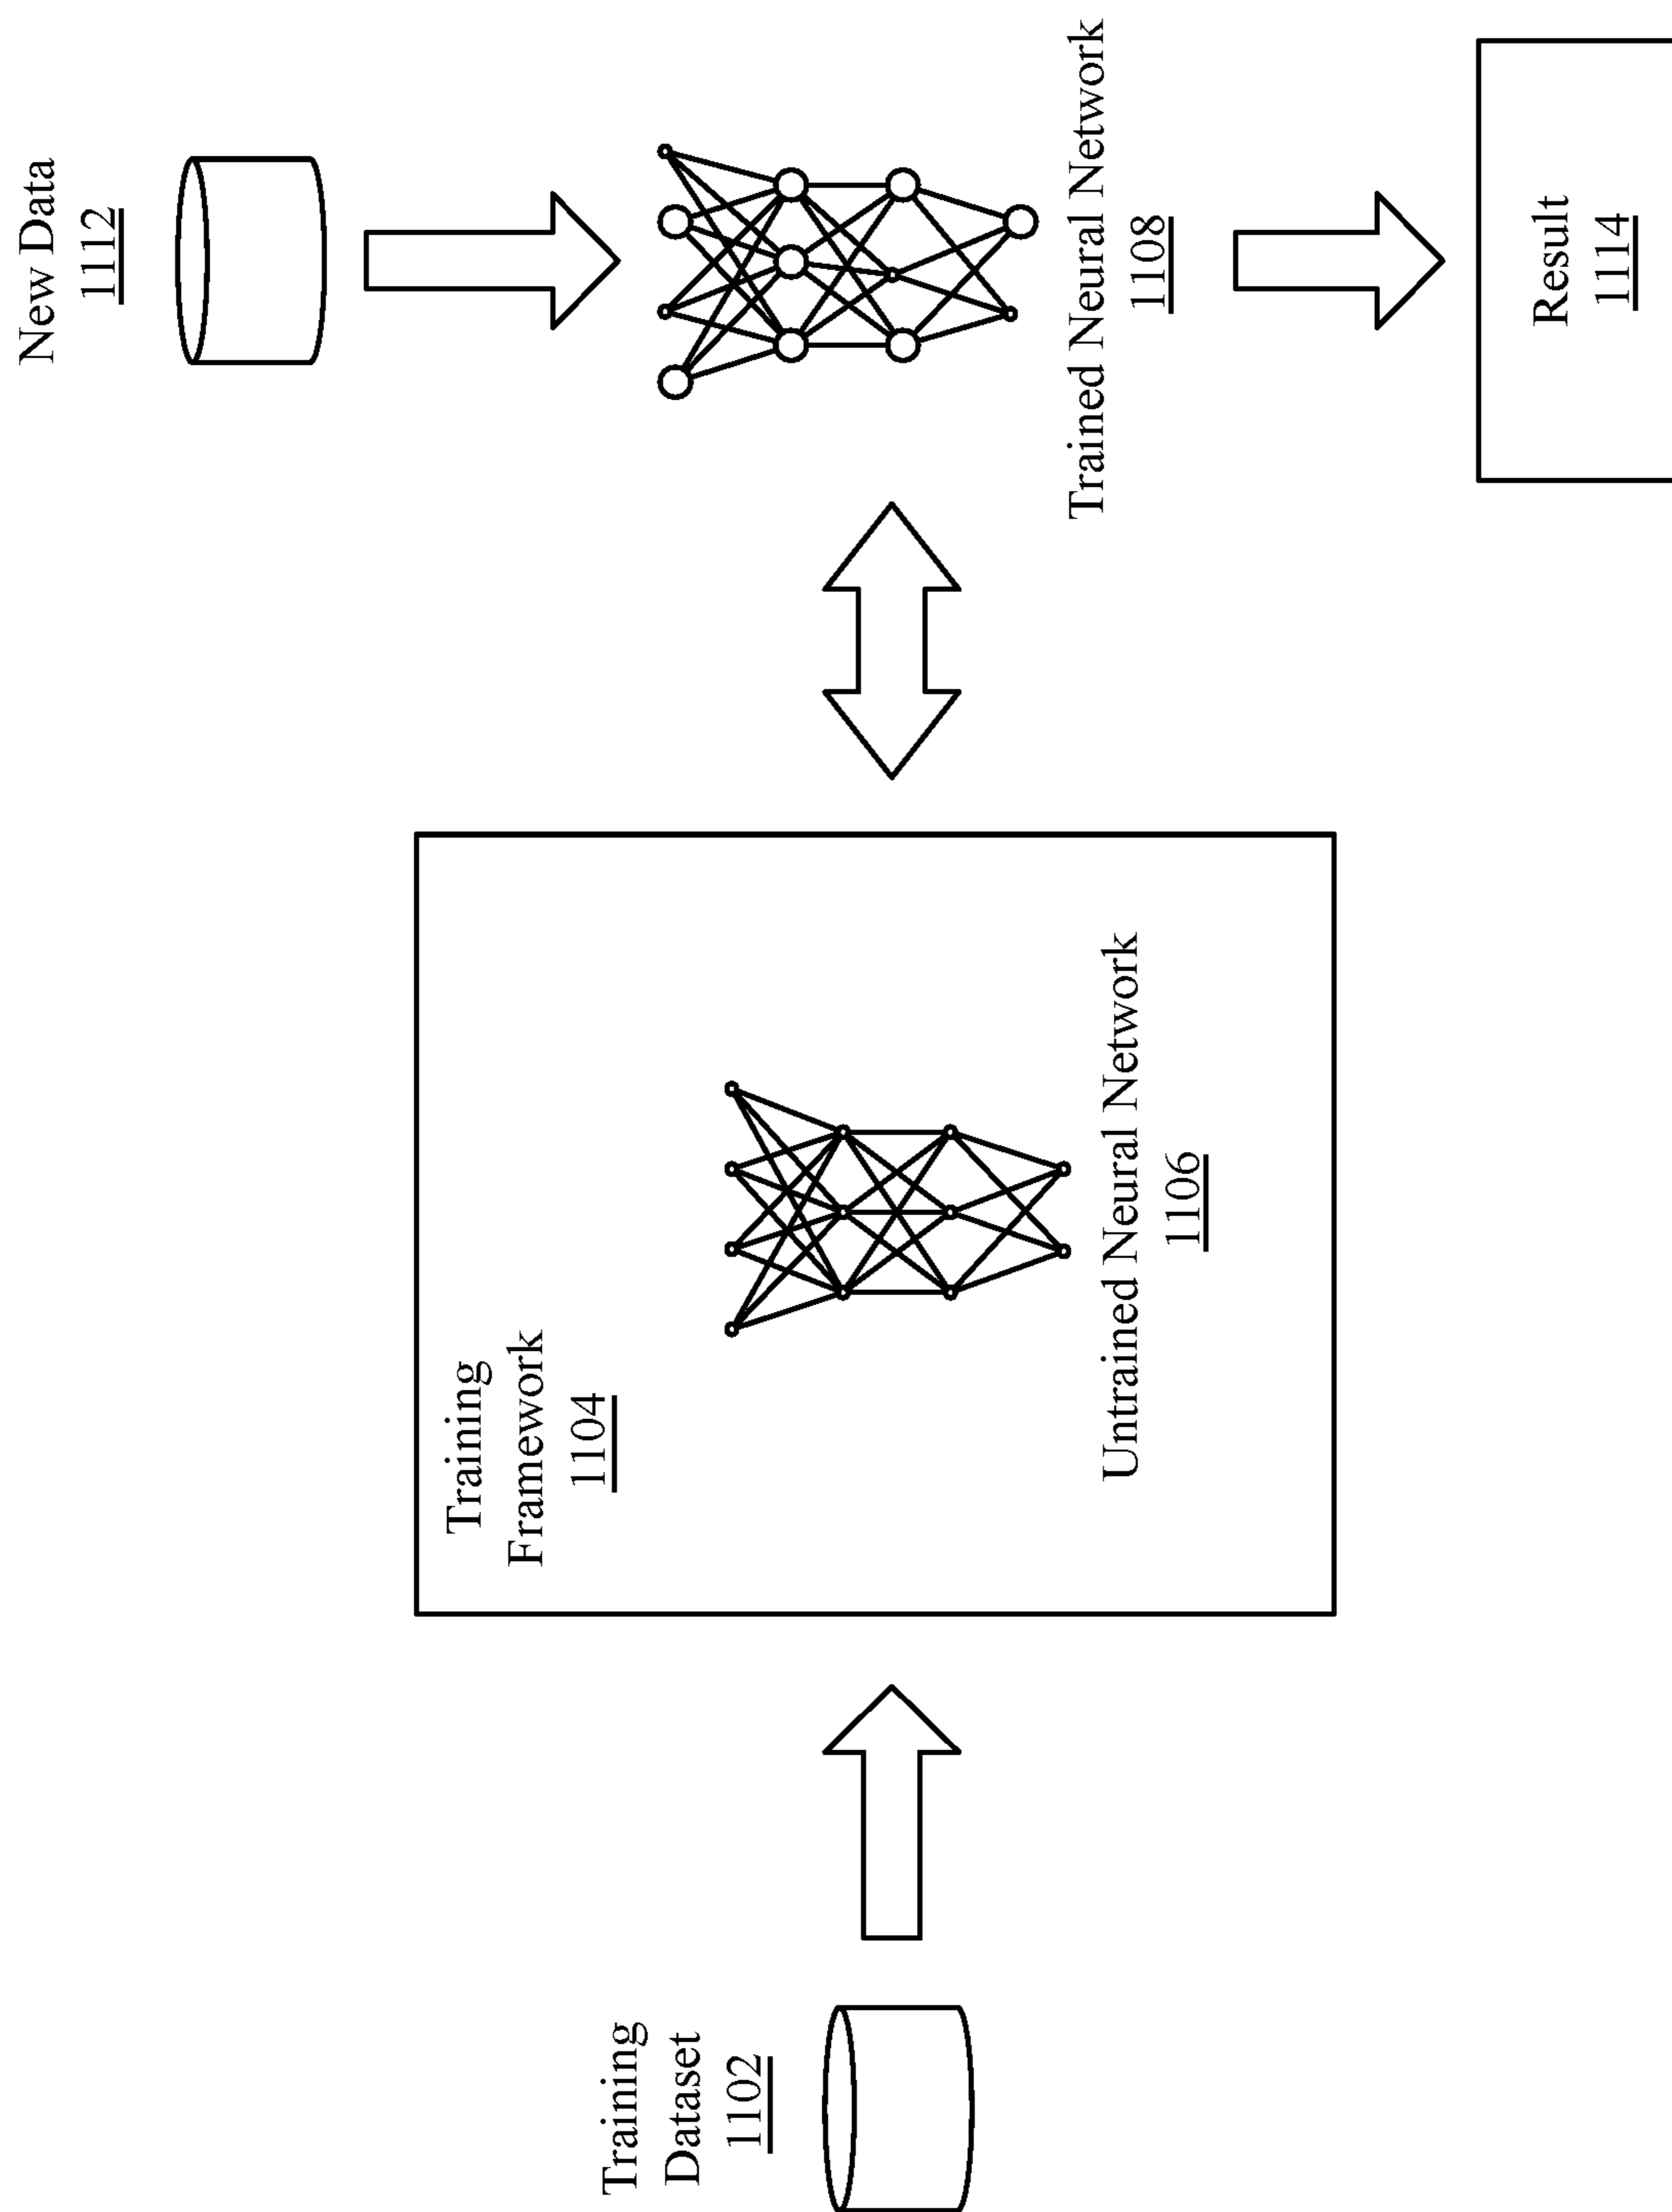 Training
Dataset
1102
Training
Framework
1104
Untrained Neural Network
1106
New Data
1112
Trained Neural Network
1108
Result
1114